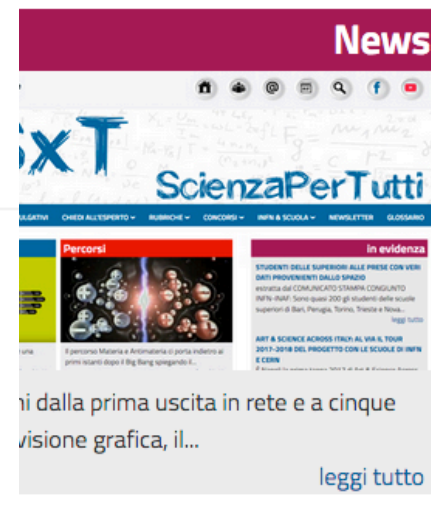 News
SxT
ScienzaPerTutti
CHIEDI ALL'ESPERTO RUBRICHE CONCORSI INFN & SCUOLA NEWSLETTER GLOSSARIO
Percorsi
in evidenza
STUDENTI DELLE SUPERIORI ALLE PRESE CON VERI
DATI PROVENIENTI DALLO SPAZIO
estratta dal COMUNICATO STAMPA CONGIUNTO
INFN-INAF: Sono quasi 200 gli studenti delle scuole
superiori di Bari, Perugia, Torino, Trieste e Nova...
leggi tutto
ART & SCIENCE ACROSS ITALY: AL VIA IL TOUR
2017-2018 DEL PROGETTO CON LE SCUOLE DI INFN
E CERN
Il percorso Materia e Antimateria ci porta indietro ai
primi istanti dopo il Big Bang spiegando il...
ni dalla prima uscita in rete e a cinque
visione grafica, il...
leggi tutto